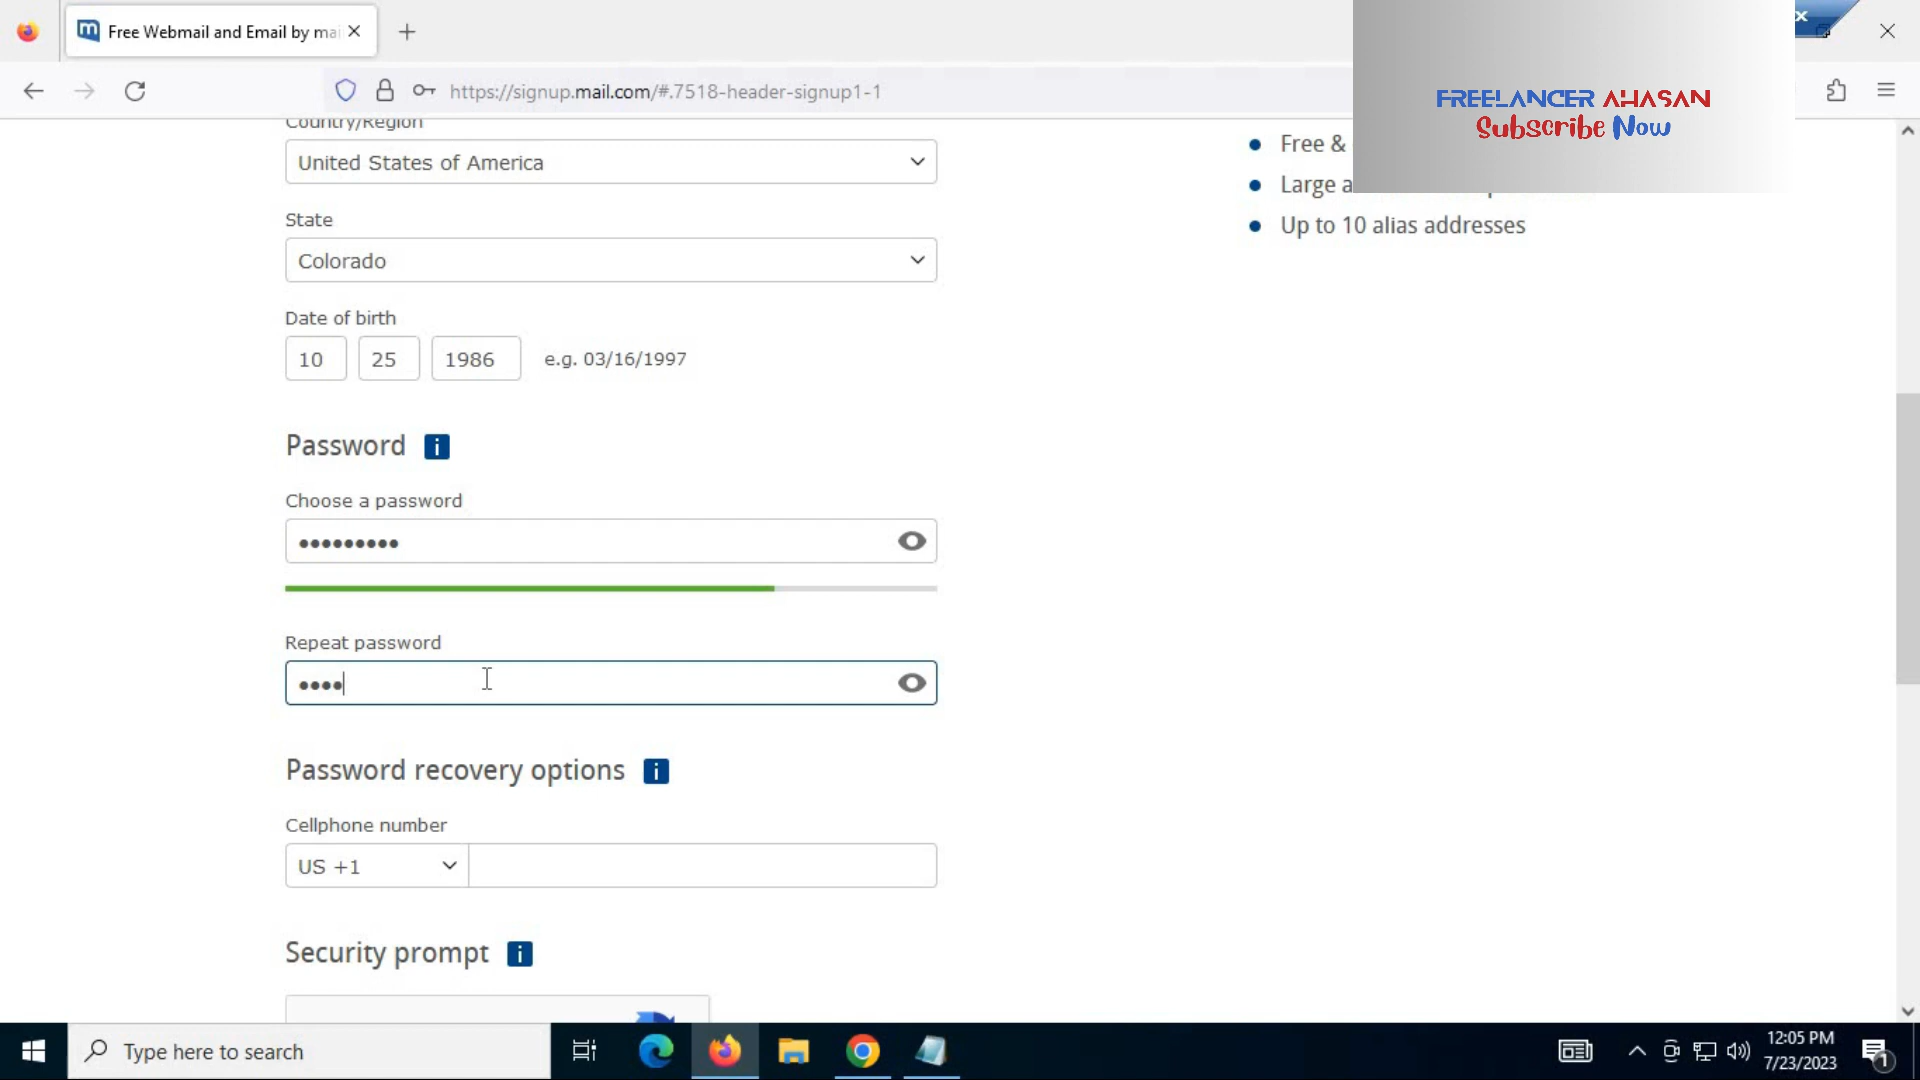 Free Webmail and Email by mai
https://signup.mail.com/#.7518-header-signup1-1
FREELANCER AHASAN
Subscribe Now
Country/Region
United States of America
Free &
Large a
Up to 10 alias addresses
State
Colorado
Date of birth
10 25 1986 e.g. 03/16/1997
Password i
Choose a password
•••••••••
Repeat password
••••
Password recovery options i
Cellphone number
US +1
Security prompt i
Type here to search
12:05 PM
7/23/2023
1